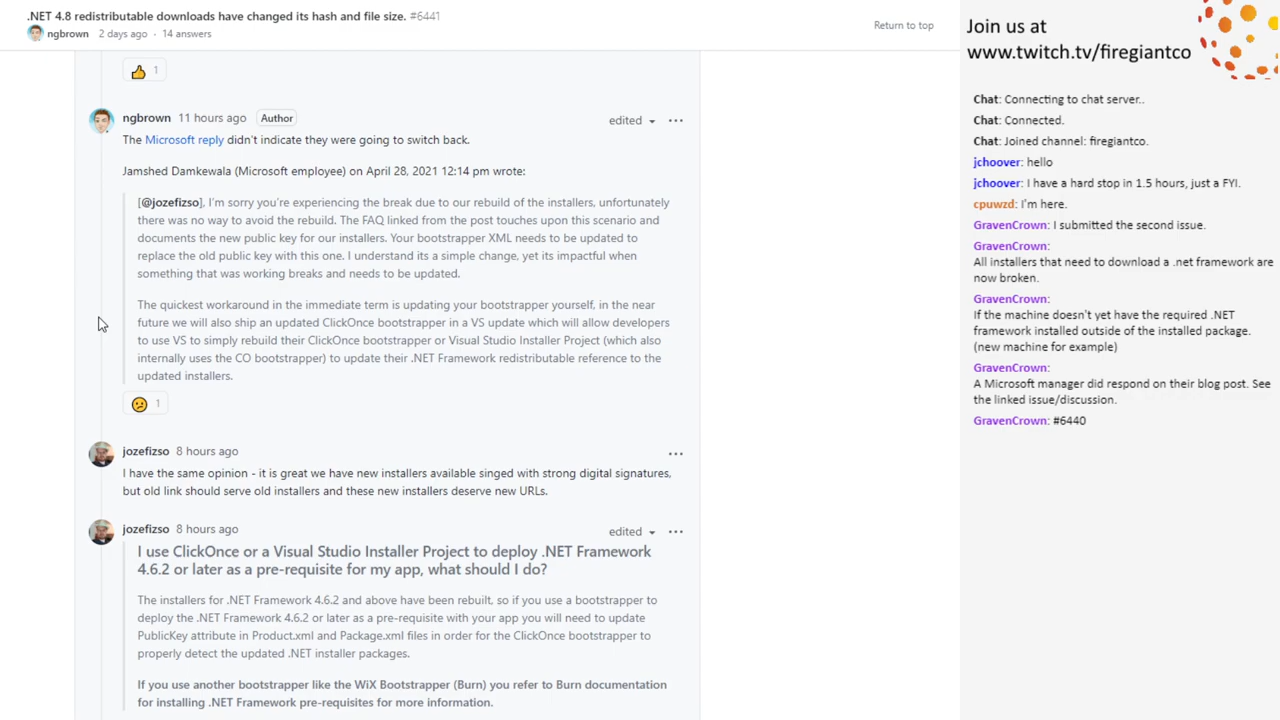 .NET 4.8 redistributable downloads have changed its hash and file size. #6441
ngbrown 2 days ago · 14 answers
Return to top
1
ngbrown 11 hours ago Author
edited
The Microsoft reply didn't indicate they were going to switch back.
Jamshed Damkewala (Microsoft employee) on April 28, 2021 12:14 pm wrote:
[@jozefizso], I'm sorry you're experiencing the break due to our rebuild of the installers, unfortunately
there was no way to avoid the rebuild. The FAQ linked from the post touches upon this scenario and
documents the new public key for our installers. Your bootstrapper XML needs to be updated to
replace the old public key with this one. I understand its a simple change, yet its impactful when
something that was working breaks and needs to be updated.
The quickest workaround in the immediate term is updating your bootstrapper yourself, in the near
future we will also ship an updated ClickOnce bootstrapper in a VS update which will allow developers
to use VS to simply rebuild their ClickOnce bootstrapper or Visual Studio Installer Project (which also
internally uses the CO bootstrapper) to update their .NET Framework redistributable reference to the
updated installers.
1
jozefizso 8 hours ago
I have the same opinion - it is great we have new installers available singed with strong digital signatures,
but old link should serve old installers and these new installers deserve new URLs.
jozefizso 8 hours ago
edited
I use ClickOnce or a Visual Studio Installer Project to deploy .NET Framework
4.6.2 or later as a pre-requisite for my app, what should I do?
The installers for .NET Framework 4.6.2 and above have been rebuilt, so if you use a bootstrapper to
deploy the .NET Framework 4.6.2 or later as a pre-requisite with your app you will need to update
PublicKey attribute in Product.xml and Package.xml files in order for the ClickOnce bootstrapper to
properly detect the updated .NET installer packages.
If you use another bootstrapper like the WiX Bootstrapper (Burn) you refer to Burn documentation
for installing .NET Framework pre-requisites for more information.
Join us at
www.twitch.tv/firegiantco
Chat: Connecting to chat server..
Chat: Connected.
Chat: Joined channel: firegiantco.
jchoover: hello
jchoover: I have a hard stop in 1.5 hours, just a FYI.
cpuwzd: I'm here.
GravenCrown: I submitted the second issue.
GravenCrown:
All installers that need to download a .net framework are
now broken.
GravenCrown:
If the machine doesn't yet have the required .NET
framework installed outside of the installed package.
(new machine for example)
GravenCrown:
A Microsoft manager did respond on their blog post. See
the linked issue/discussion.
GravenCrown: #6440